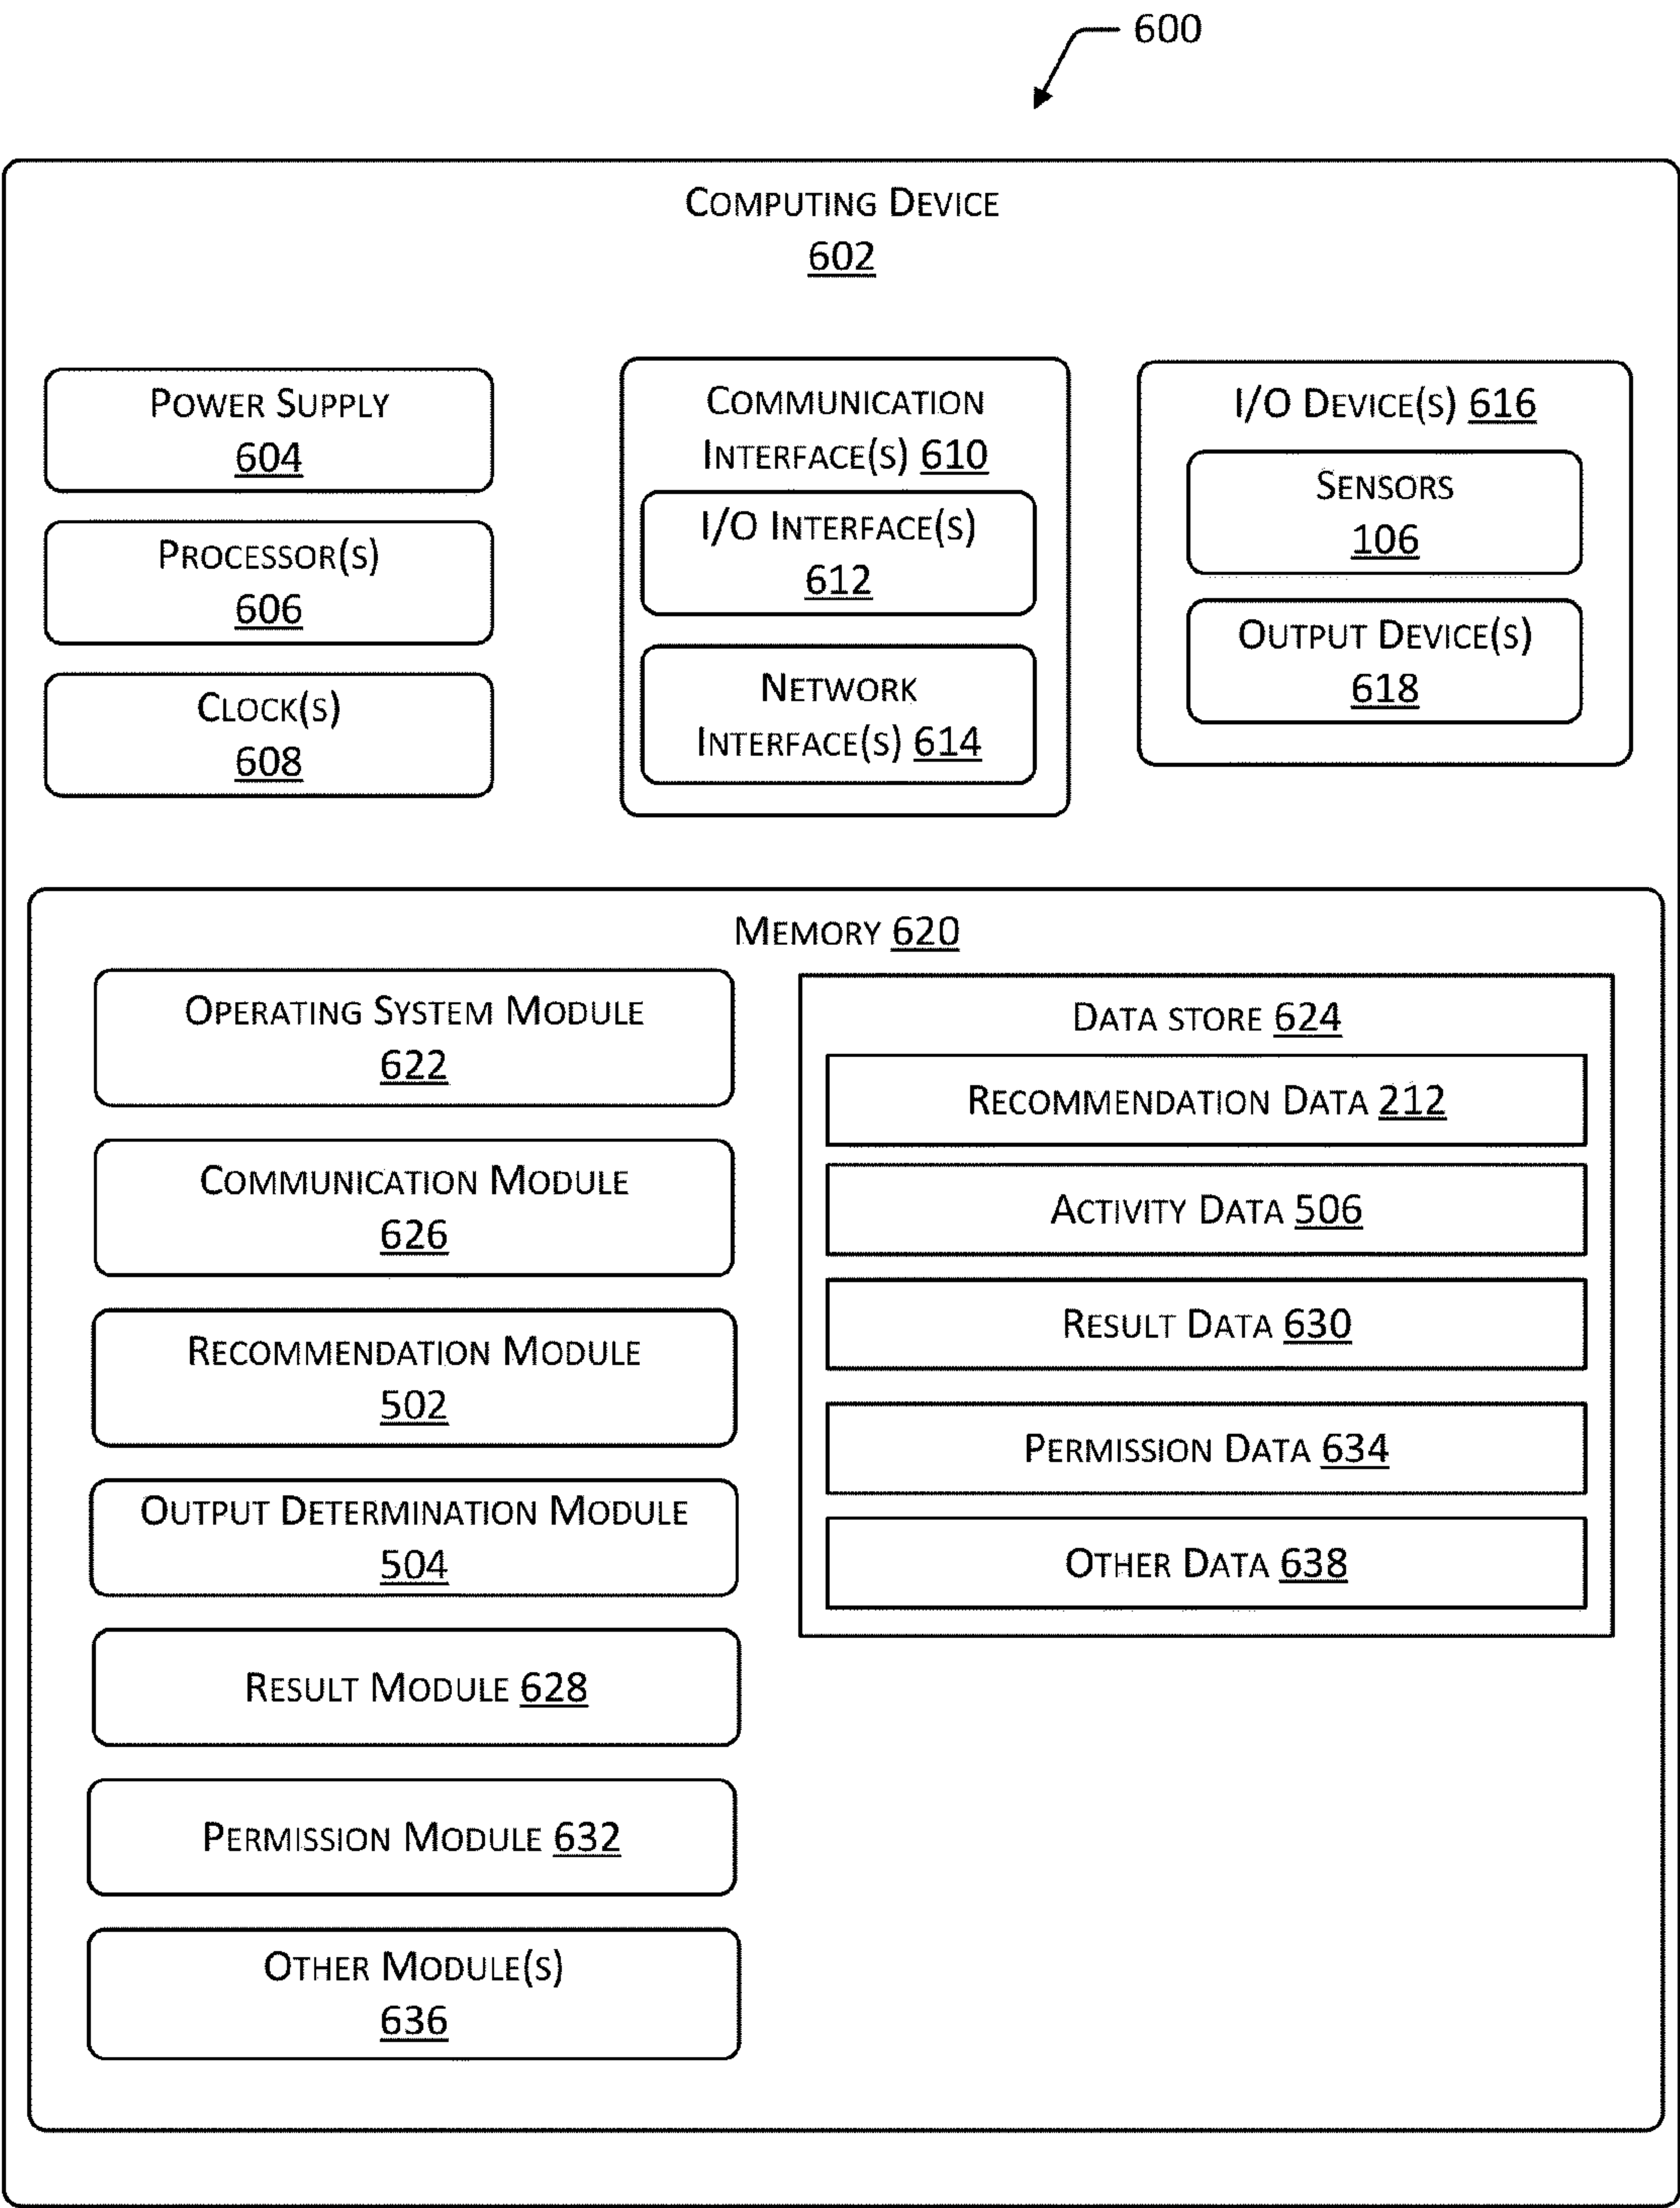 600
COMPUTING DEVICE
602
POWER SUPPLY
604
PROCESSOR(S)
606
CLOCK(S)
608
COMMUNICATION
INTERFACE(S) 610
I/O INTERFACE(S)
612
NETWORK
INTERFACE(S) 614
I/O DEVICE(S) 616
SENSORS
106
OUTPUT DEVICE(S)
618
MEMORY 620
OPERATING SYSTEM MODULE
622
COMMUNICATION MODULE
626
RECOMMENDATION MODULE
502
OUTPUT DETERMINATION MODULE
504
RESULT MODULE 628
PERMISSION MODULE 632
OTHER MODULE(S)
636
DATA STORE 624
RECOMMENDATION DATA 212
ACTIVITY DATA 506
RESULT DATA 630
PERMISSION DATA 634
OTHER DATA 638